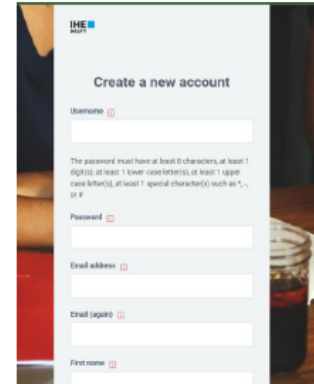 IHE
DELFT
Create a new account
Username
The password must have at least 8 characters, at least 1
digit(s), at least 1 lower case letter(s), at least 1 upper
case letter(s), at least 1 special character(s) such as *, -,
or #
Password
Email address
Email (again)
First name